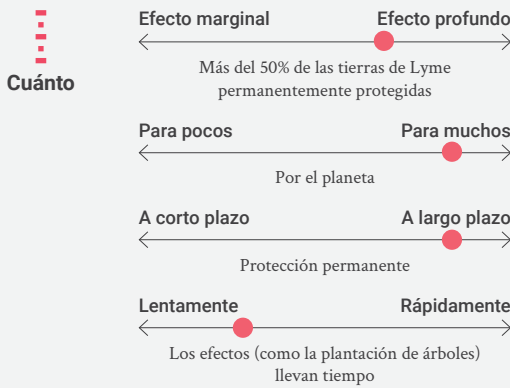 Cuánto
Efecto marginal Efecto profundo
Más del 50% de las tierras de Lyme
permanentemente protegidas
Para pocos Para muchos
Por el planeta
A corto plazo A largo plazo
Protección permanente
Lentamente Rápidamente
Los efectos (como la plantación de árboles)
llevan tiempo